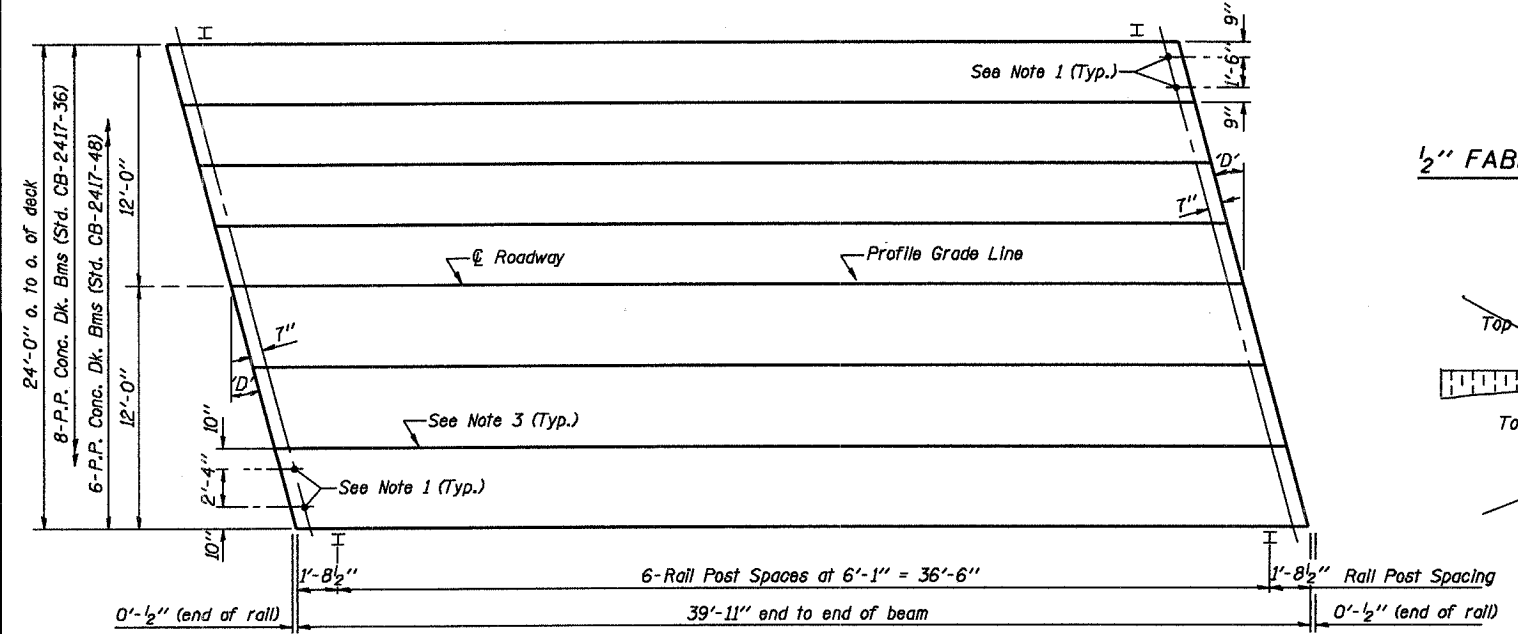 I
I
9"
1'-6"
9"
See Note 1 (Typ.)
24'-0" o. to o. of deck
8-P.P. Conc. Dk. Bms (Std. CB-2417-36)
6-P.P. Conc. Dk. Bms (Std. CB-2417-48)
12'-0"
12'-0"
'D'
7"
1/2" FAB
℄ Roadway
Profile Grade Line
Top
7"
'D'
To
10"
2'-4"
10"
See Note 3 (Typ.)
See Note 1 (Typ.)
I
I
1'-8 1/2"
6-Rail Post Spaces at 6'-1" = 36'-6"
1'-8 1/2" Rail Post Spacing
0'-1/2" (end of rail)
39'-11" end to end of beam
0'-1/2" (end of rail)